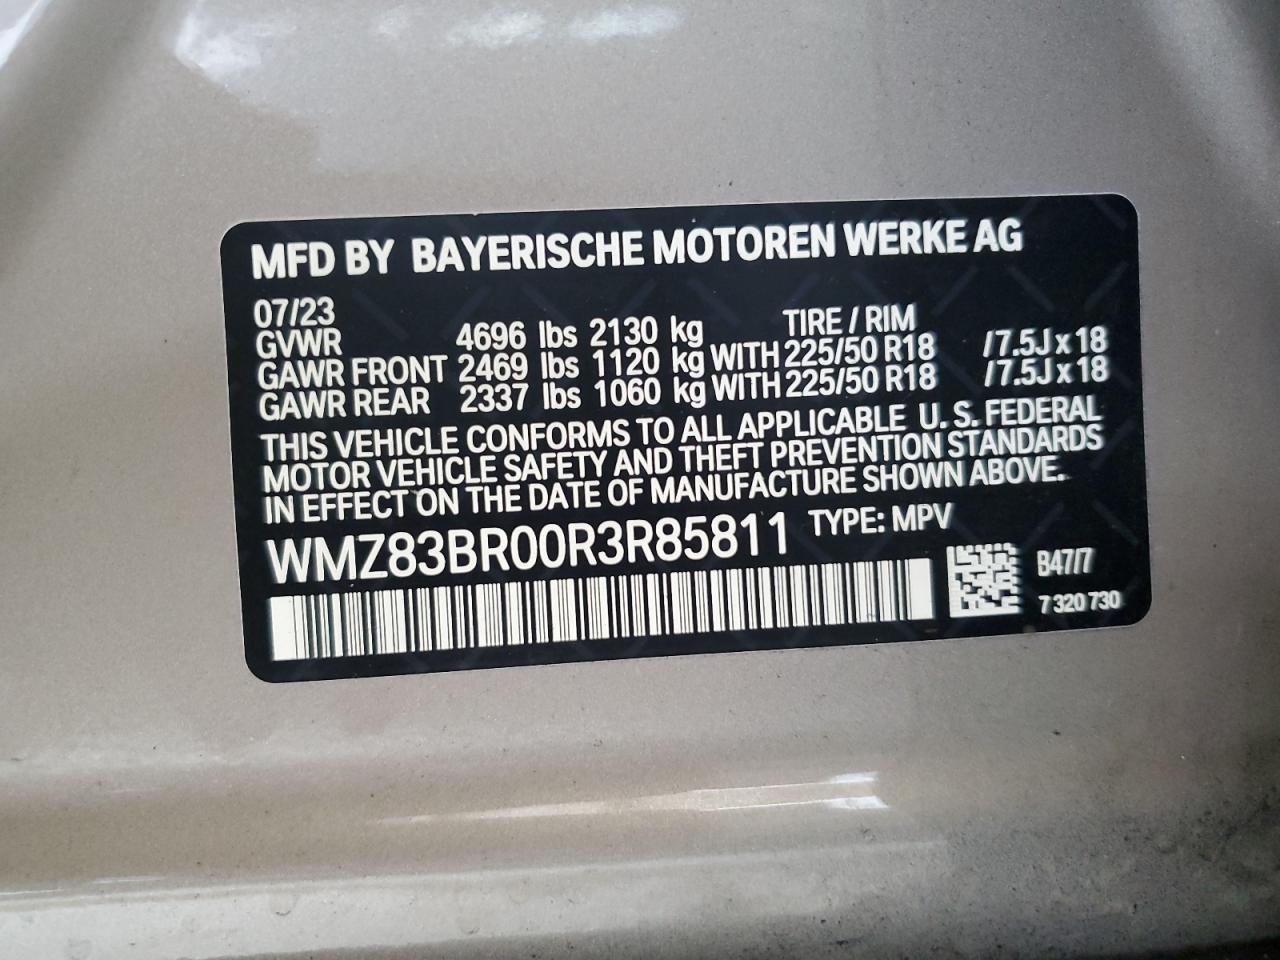 MFD BY BAYERISCHE MOTOREN WERKE AG
07/23
TIRE / RIM
GVWR 4696 lbs 2130 kg
GAWR FRONT 2469 lbs 1120 kg WITH 225/50 R18 /7.5J x 18
GAWR REAR 2337 lbs 1060 kg WITH 225/50 R18 /7.5J x 18
THIS VEHICLE CONFORMS TO ALL APPLICABLE U. S. FEDERAL
MOTOR VEHICLE SAFETY AND THEFT PREVENTION STANDARDS
IN EFFECT ON THE DATE OF MANUFACTURE SHOWN ABOVE.
WMZ83BR00R3R85811 TYPE: MPV
B47/7
7 320 730